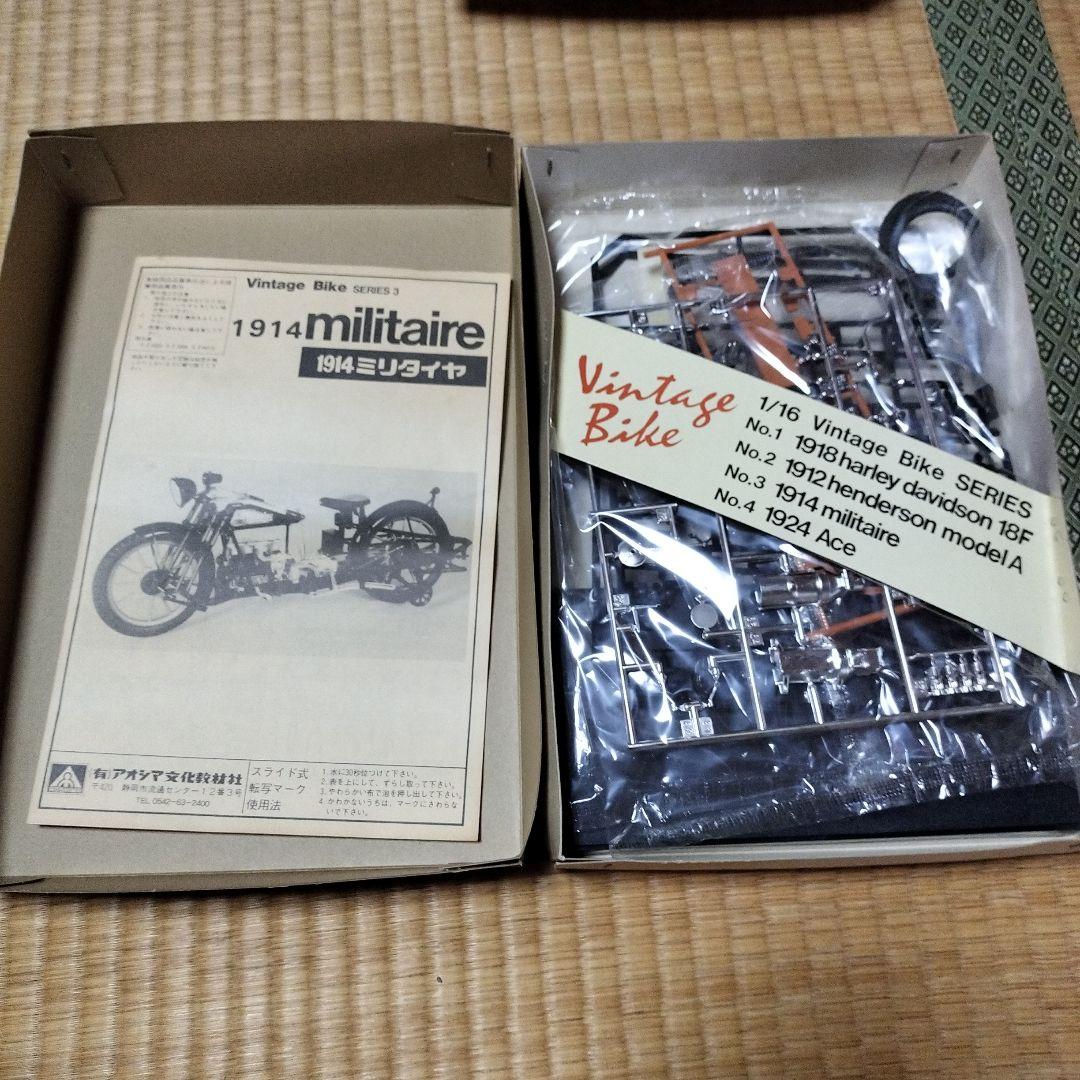 Vintage Bike SERIES 3
1914 militaire
1914ミリタイヤ
(有)アオシマ文化教材社
〒420 静岡市流通センター12番3号
TEL.0542-63-2400
スライド式
転写マーク
使用法
1.水に30秒位つけて下さい。
2.表を上にして、ずらし取って下さい。
3.やわらかい布で泡を押し出して下さい。
4 かわかないうちは、マークにさわらな
いで下さい。
Vintage
Bike
1/16 Vintage Bike SERIES
No.1 1918 harley davidson 18F
No.2 1912 henderson model A
No.3 1914 militaire
No.4 1924 Ace